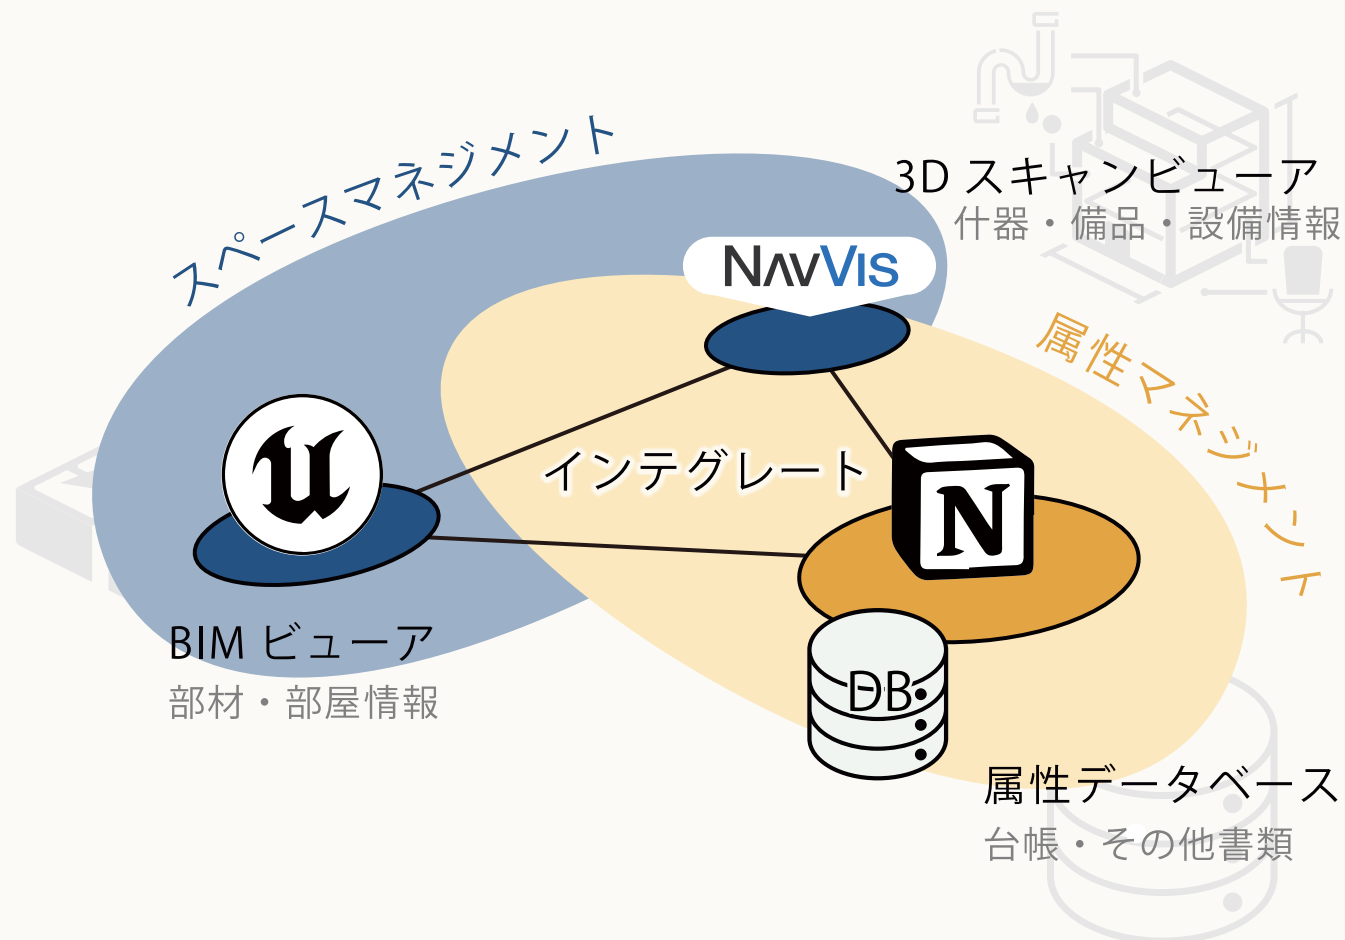 スペースマネジメント
3D スキャンビューア
什器・備品・設備情報
NAVVIS
属性マネジメント
インテグレート
N
BIM ビューア
部材・部屋情報
DB
属性データベース
台帳・その他書類